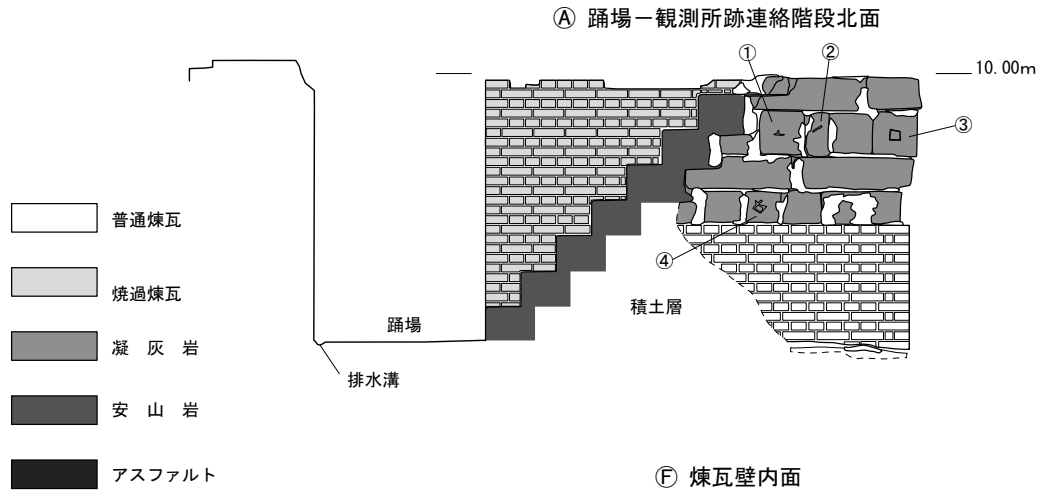 Ⓐ 踊場－観測所跡連絡階段北面
① ②
10.00m
③
普通煉瓦
④
焼過煉瓦
積土層
踊場
凝 灰 岩
排水溝
安 山 岩
アスファルト
Ⓕ 煉瓦壁内面